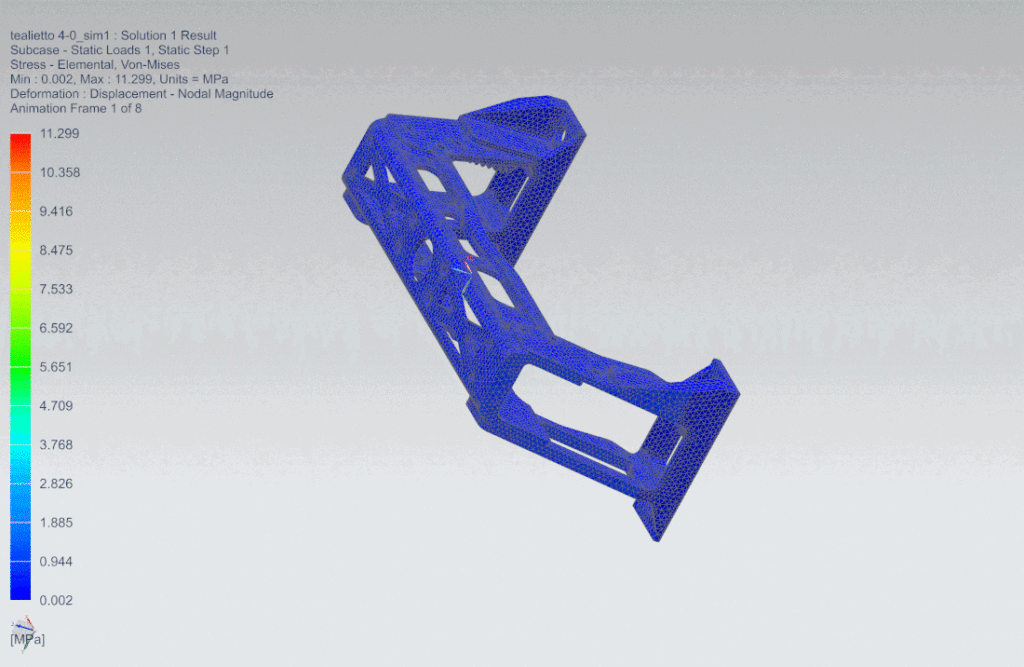 tealietto 4-0_sim1 : Solution 1 Result
Subcase - Static Loads 1, Static Step 1
Stress - Elemental, Von-Mises
Min : 0.002, Max : 11.299, Units = MPa
Deformation : Displacement - Nodal Magnitude
Animation Frame 1 of 8
11.299
10.358
9.416
8.475
7.533
6.592
5.651
4.709
3.768
2.826
1.885
0.944
0.002
[MPa]